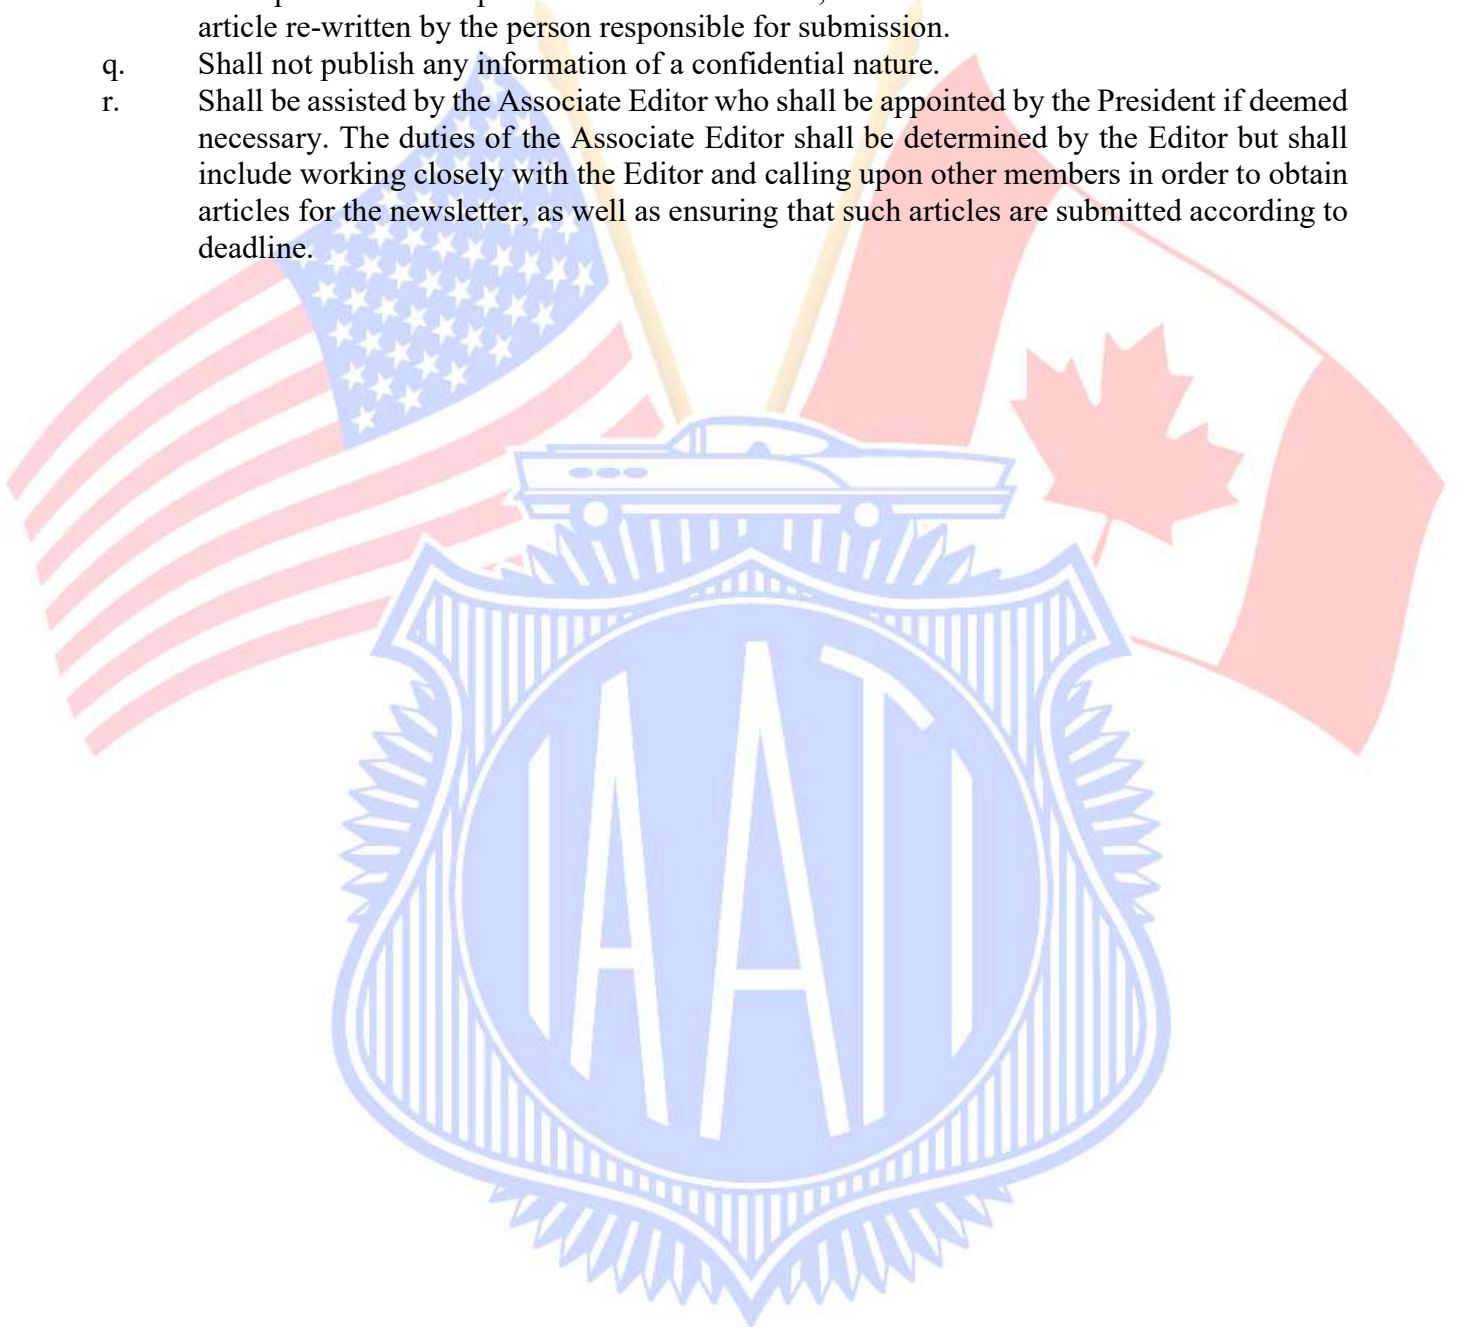 article re-written by the person responsible for submission.
q. Shall not publish any information of a confidential nature.
r. Shall be assisted by the Associate Editor who shall be appointed by the President if deemed
necessary. The duties of the Associate Editor shall be determined by the Editor but shall
include working closely with the Editor and calling upon other members in order to obtain
articles for the newsletter, as well as ensuring that such articles are submitted according to
deadline.
IAATI